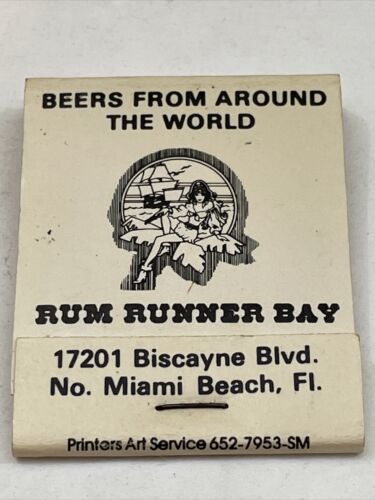 BEERS FROM AROUND
THE WORLD
RUM RUNNER BAY
17201 Biscayne Blvd.
No. Miami Beach, Fl.
Printers Art Service 652-7953-SM